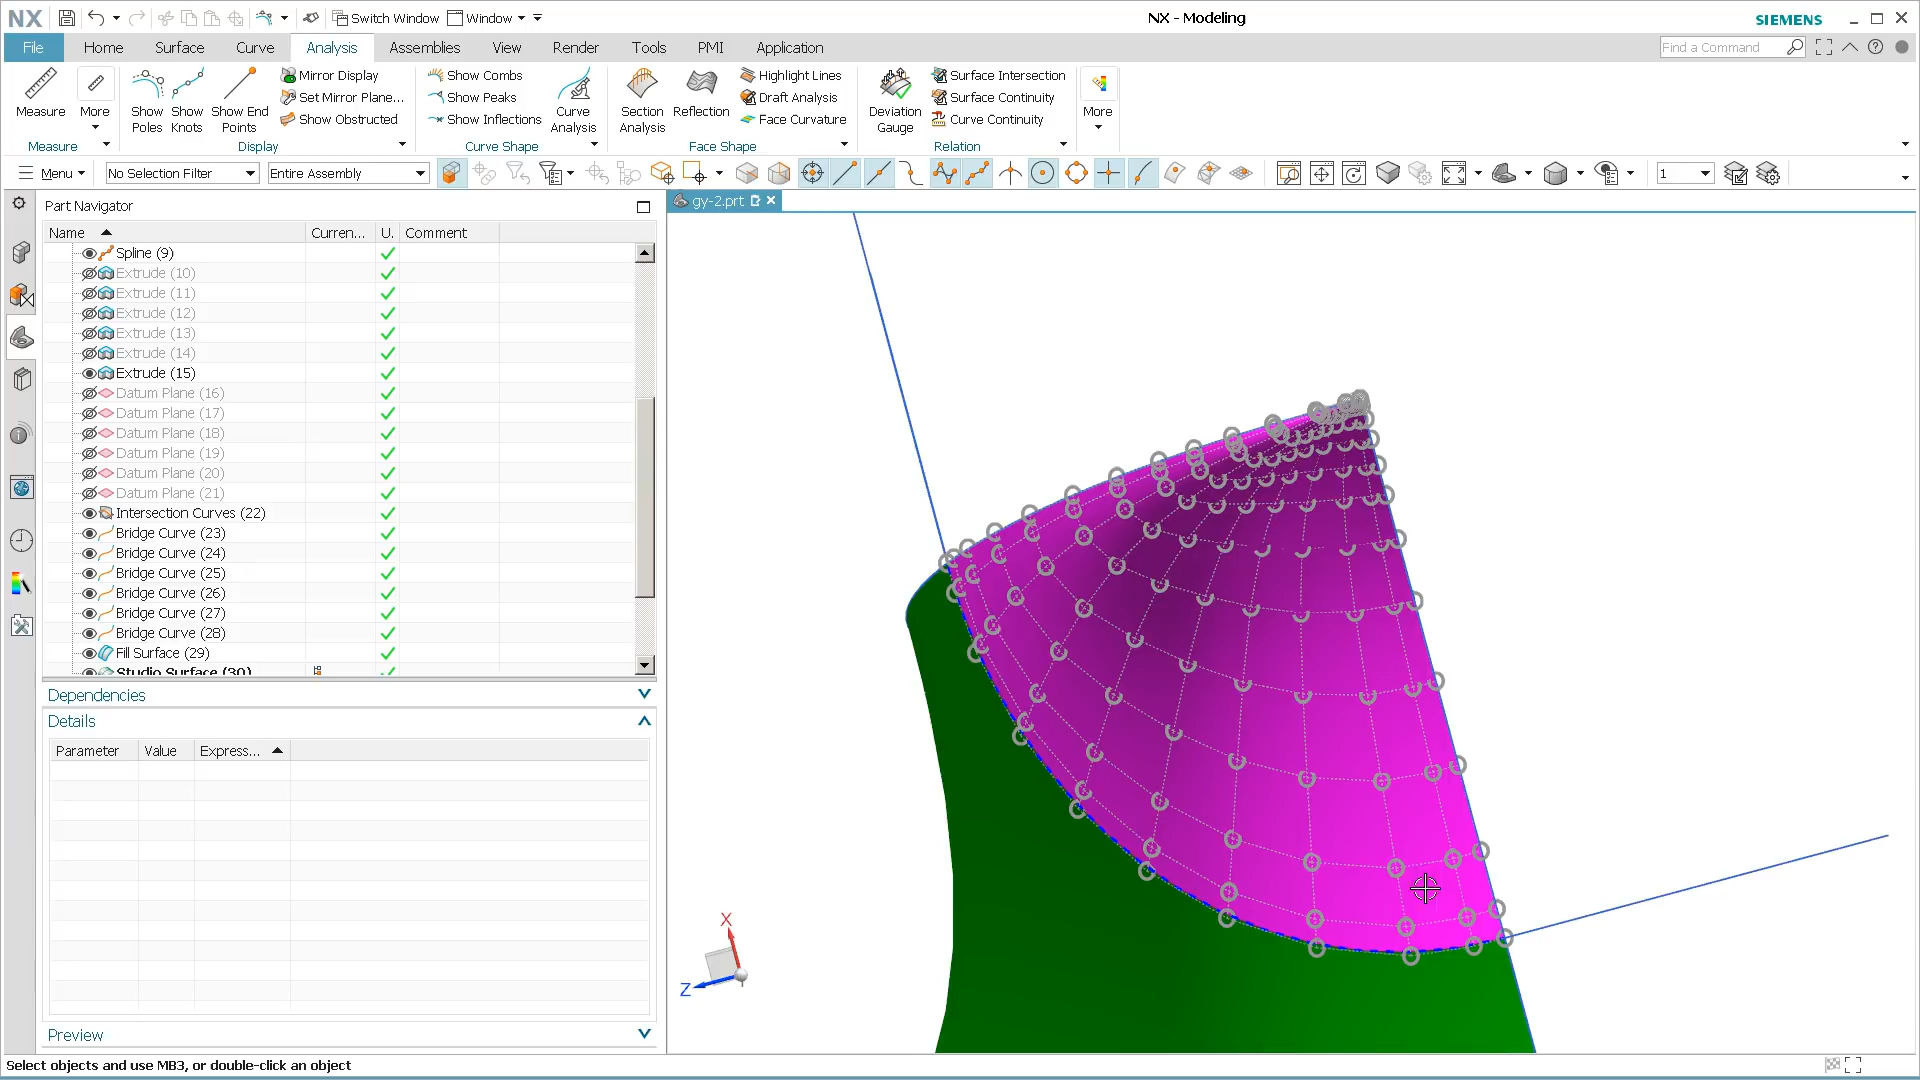 NX
Switch Window
Window
NX - Modeling
SIEMENS
File
Home
Surface
Curve
Analysis
Assemblies
View
Render
Tools
PMI
Application
Find a Command
Measure
More
Show Poles
Show Knots
Show End Points
Mirror Display
Set Mirror Plane...
Show Obstructed
Show Combs
Show Peaks
Show Inflections
Curve Analysis
Section Analysis
Reflection
Highlight Lines
Draft Analysis
Face Curvature
Deviation Gauge
Surface Intersection
Surface Continuity
Curve Continuity
More
Measure
Display
Curve Shape
Face Shape
Relation
Menu
No Selection Filter
Entire Assembly
1
Part Navigator
gy-2.prt
Name
Curren...
U.
Comment
Spline (9)
Extrude (10)
Extrude (11)
Extrude (12)
Extrude (13)
Extrude (14)
Extrude (15)
Datum Plane (16)
Datum Plane (17)
Datum Plane (18)
Datum Plane (19)
Datum Plane (20)
Datum Plane (21)
Intersection Curves (22)
Bridge Curve (23)
Bridge Curve (24)
Bridge Curve (25)
Bridge Curve (26)
Bridge Curve (27)
Bridge Curve (28)
Fill Surface (29)
Studio Surface (30)
Dependencies
Details
Parameter
Value
Express...
X
Z
Preview
Select objects and use MB3, or double-click an object